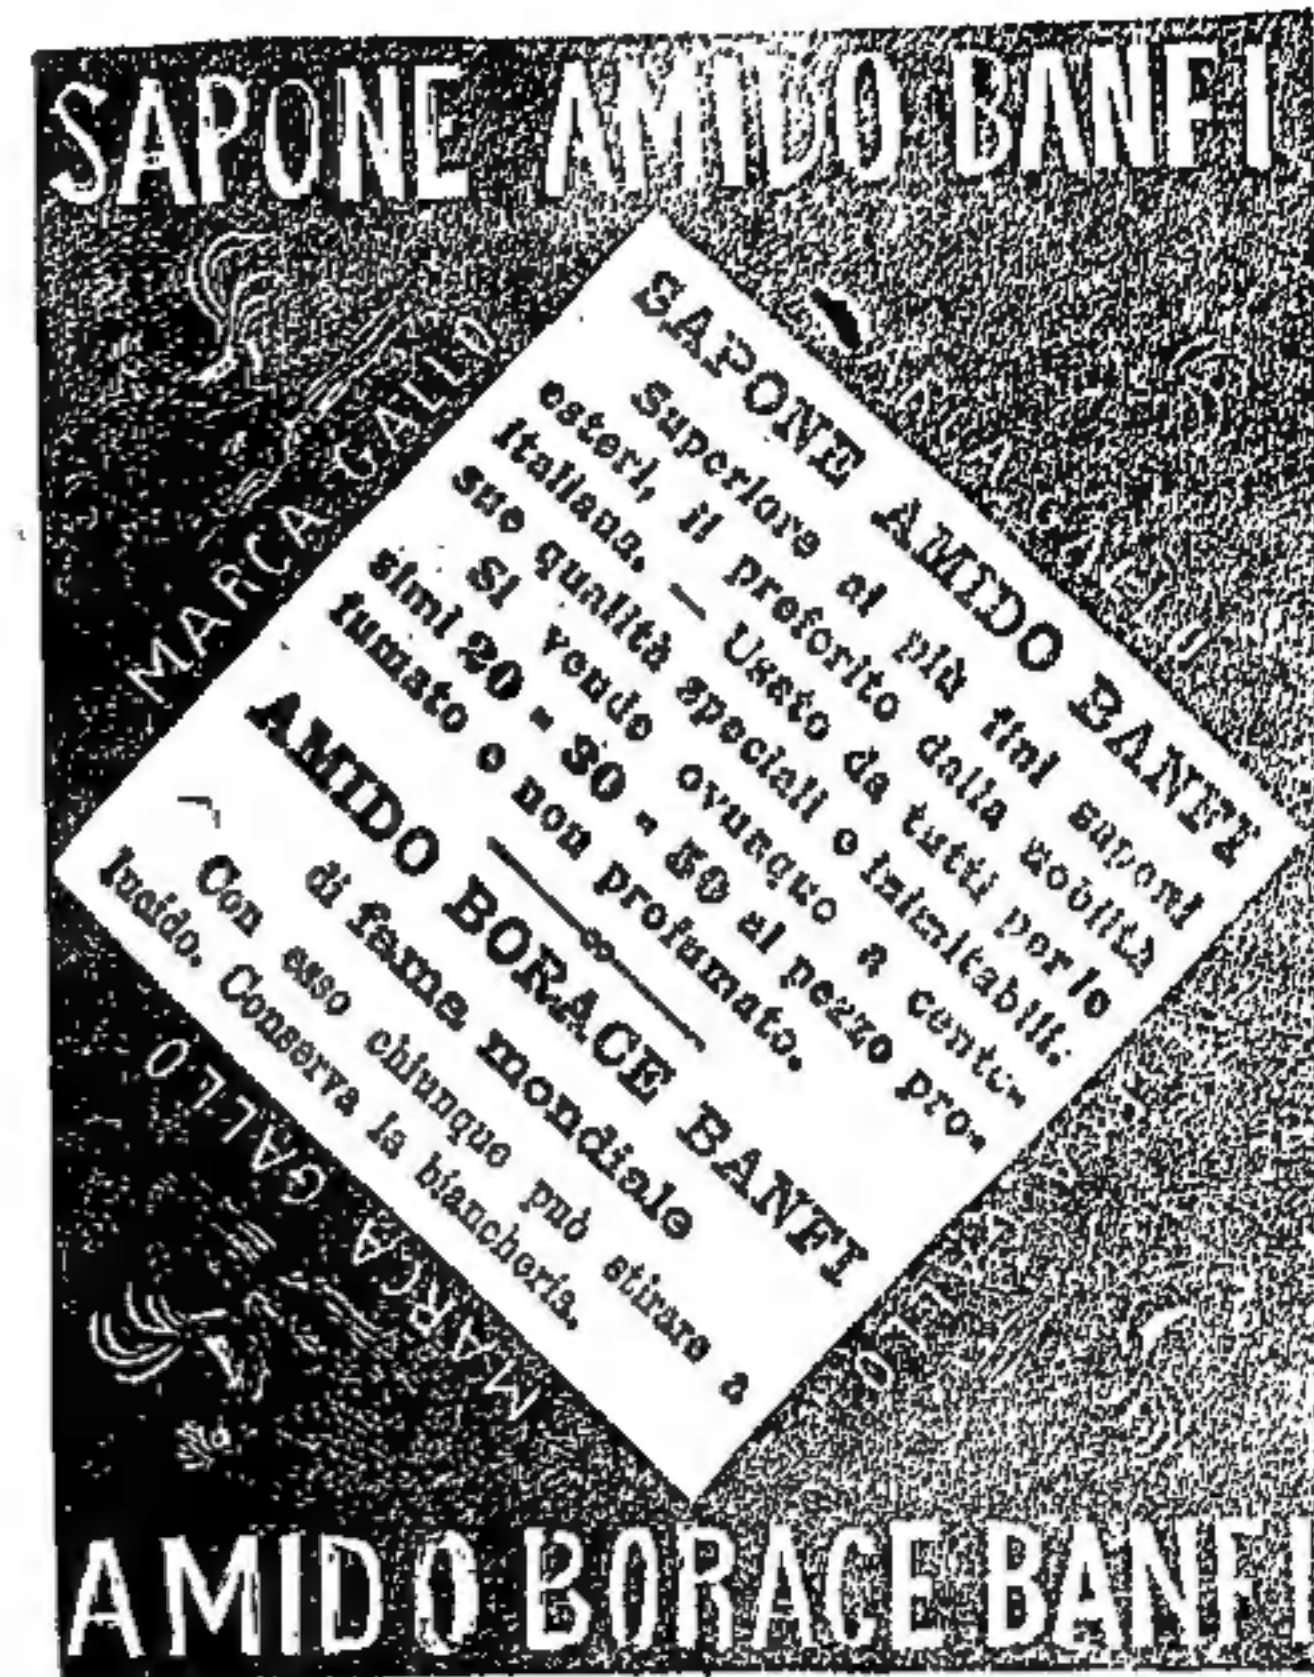 SAPONE AMIDO BANFI
MARCA GALLO
MARCA GALLO
SAPONE AMIDO BANFI
Superiore ai più fini saponi
esteri, il preferito dalla nobiltà
italiana. — Usato da tutti per le
sue qualità speciali e inimitabili.
Si vende ovunque a cente-
simi 20 - 30 - 50 al pezzo pro-
fumato e non profumato.
AMIDO BORACE BANFI
di fama mondiale
Con esso chiunque può stirare a
lucido. Conserva la biancheria.
MARCA GALLO
AMIDO BORACE BANFI